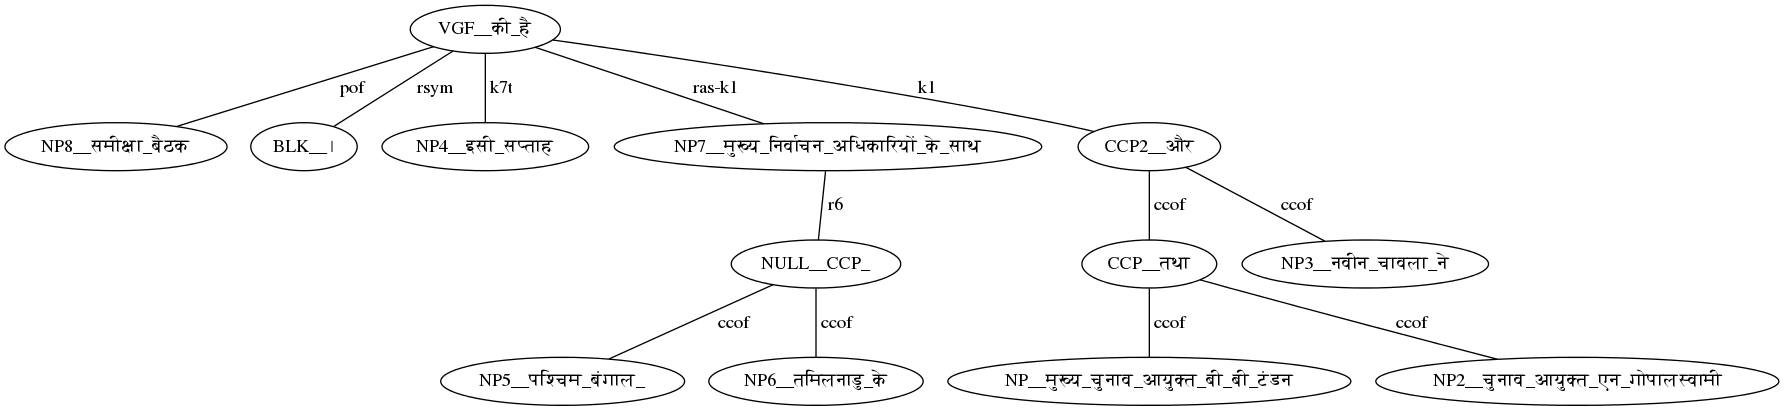 VGF__की_है
pof rsym k7t ras-k1 k1
NP8__समीक्षा_बैठक BLK__। NP4__इसी_सप्ताह NP7__मुख्य_निर्वाचन_अधिकारियों_के_साथ CCP2__और
r6 ccof ccof
NULL__CCP_ CCP__तथा NP3__नवीन_चावला_ने
ccof ccof ccof ccof
NP5__पश्चिम_बंगाल_ NP6__तमिलनाडु_के NP__मुख्य_चुनाव_आयुक्त_बी_बी_टंडन NP2__चुनाव_आयुक्त_एन_गोपालस्वामी